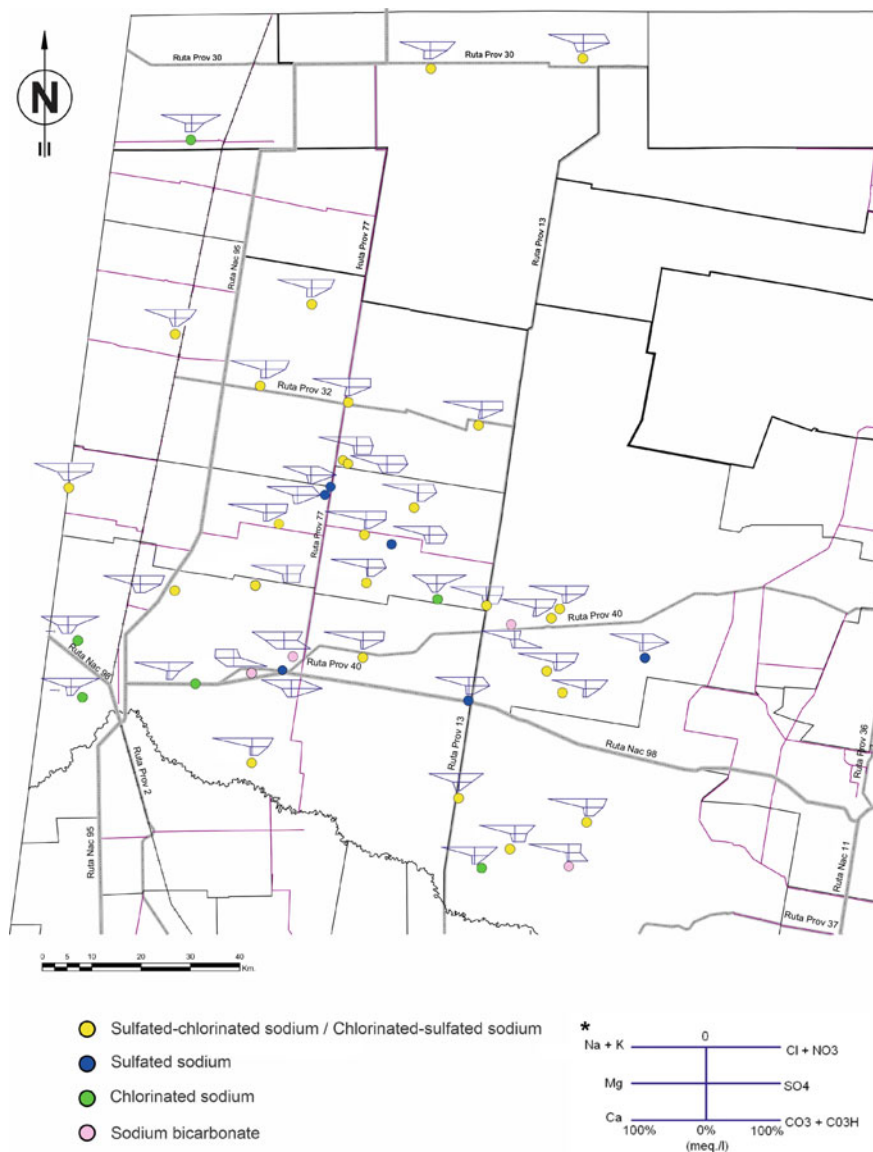 Ruta Prov 30
Ruta Prov 30
N
Ruta Nac 95
Ruta Prov 77
Ruta Prov 13
Ruta Prov 32
Ruta Prov 77
Ruta Prov 40
Ruta Nac 98
Ruta Prov 40
Ruta Prov 13
Ruta Nac 98
Ruta Prov 36
Ruta Prov 2
Ruta Nac 95
Ruta Nac 11
Ruta Prov 37
0 5 10 20 30 40
Km.
Sulfated-chlorinated sodium / Chlorinated-sulfated sodium
Sulfated sodium
Chlorinated sodium
Sodium bicarbonate
*
0
Na + K Cl + NO3
Mg SO4
Ca CO3 + C03H
100% 0% 100%
(meq./l)